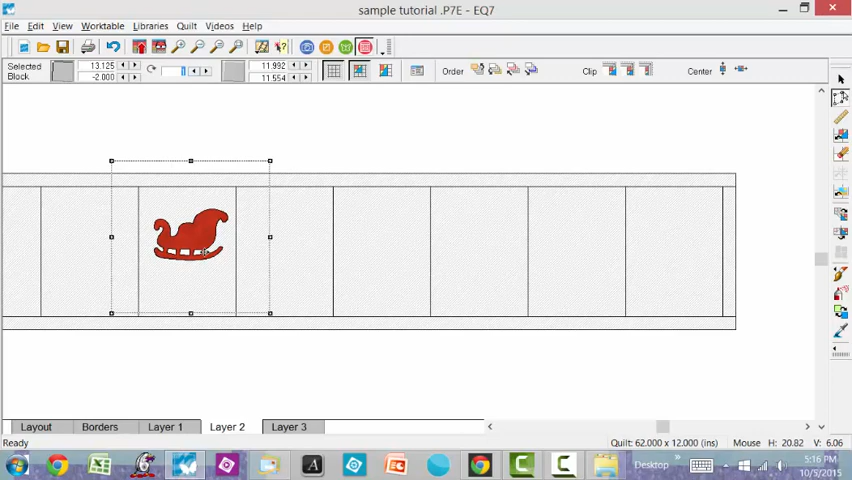 sample tutorial .P7E - EQ7
File Edit View Worktable Libraries Quilt Videos Help
Selected Block 13.125 -2.000 11.992 11.554 Order Clip Center
Layout Borders Layer 1 Layer 2 Layer 3
Ready Quilt: 62.000 x 12.000 (ins) Mouse H: 20.82 V: 6.06
Desktop 5:16 PM
10/5/2015